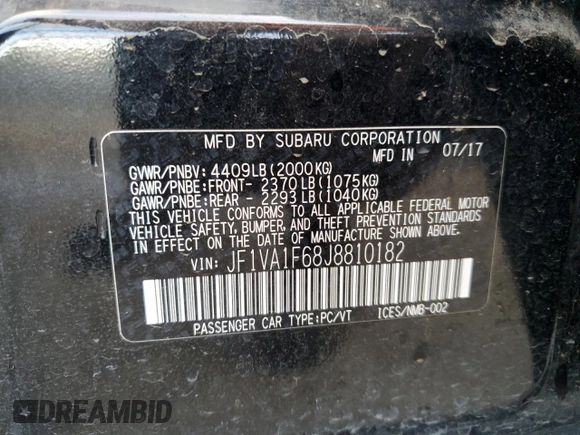 MFD BY SUBARU CORPORATION
MFD IN 07/17
GVWR/PNBV: 4409LB(2000KG)
GAWR/PNBE:FRONT- 2370LB(1075KG)
GAWR/PNBE:REAR - 2293LB(1040KG)
THIS VEHICLE CONFORMS TO ALL APPLICABLE FEDERAL MOTOR
VEHICLE SAFETY, BUMPER, AND THEFT PREVENTION STANDARDS
IN EFFECT ON THE DATE OF MANUFACTURE SHOWN ABOVE.
VIN: JF1VA1F68J8810182
PASSENGER CAR TYPE:PC/VT ICES/NMB-002
DREAMBID